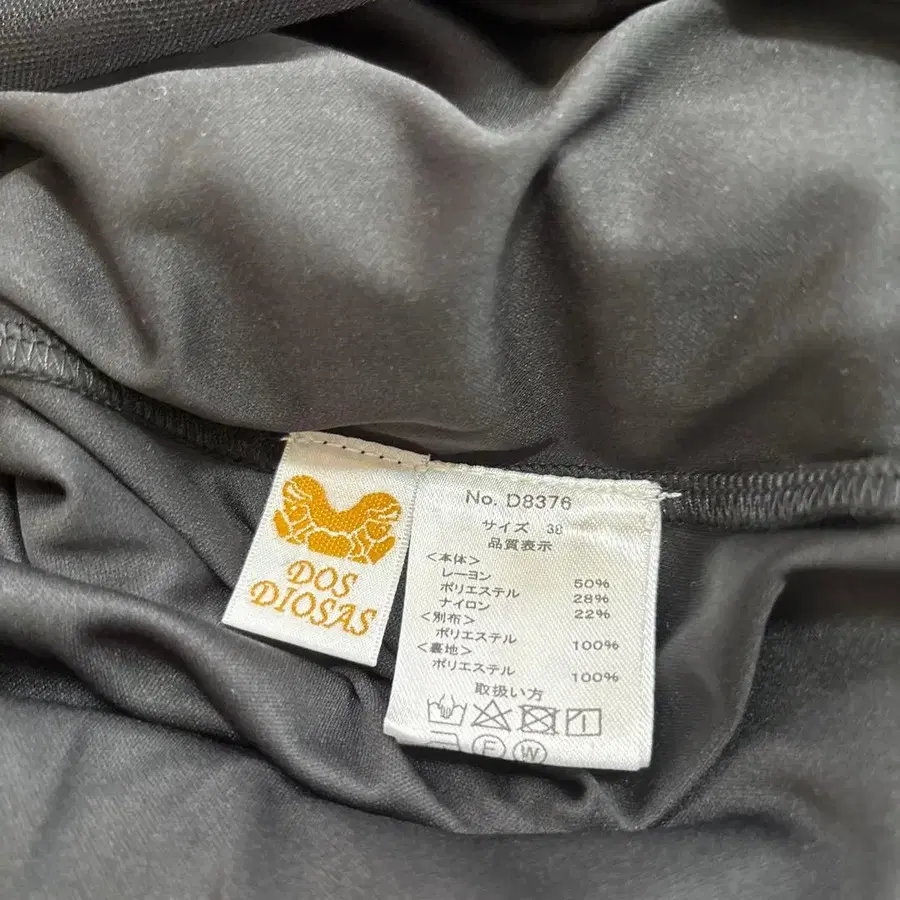 DOS
DIOSAS
No. D8376
サイズ 38
品質表示
<本体>
レーヨン 50%
ポリエステル 28%
ナイロン 22%
<別布>
ポリエステル 100%
<裏地>
ポリエステル 100%
取扱い方
F W